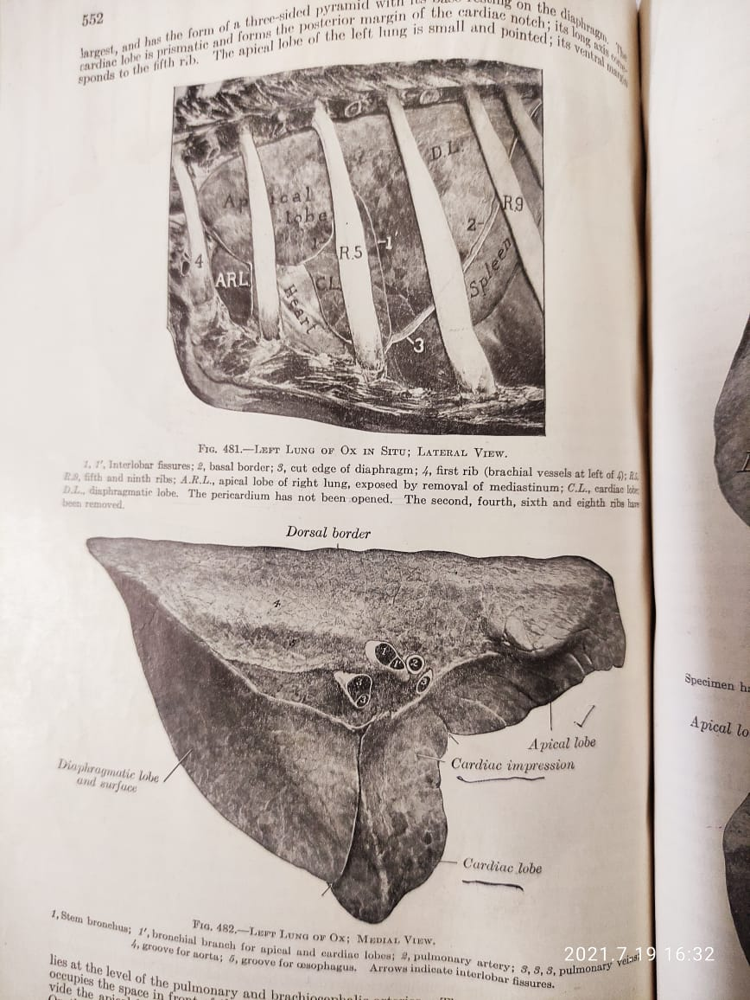 552
largest, and has the form of a three-sided pyramid with its base resting on the diaphragm. The
cardiac lobe is prismatic and forms the posterior margin of the cardiac notch; its long axis corre-
sponds to the fifth rib. The apical lobe of the left lung is small and pointed; its ventral margin
D.L.
Apical
lobe
R.9
2
1
1
R.5
4
ARL
C.L.
Heart
Spleen
3
FIG. 481.—LEFT LUNG OF OX IN SITU; LATERAL VIEW.
1, 1', Interlobar fissures; 2, basal border; 3, cut edge of diaphragm; 4, first rib (brachial vessels at left of 4); R.5,
R.9, fifth and ninth ribs; A.R.L., apical lobe of right lung, exposed by removal of mediastinum; C.L., cardiac lobe;
D.L., diaphragmatic lobe. The pericardium has not been opened. The second, fourth, sixth and eighth ribs have
been removed.
Dorsal border
4
5
1
1'
2
3
3
3
Apical lobe
Cardiac impression
Diaphragmatic lobe
and surface
Cardiac lobe
FIG. 482.—LEFT LUNG OF OX; MEDIAL VIEW.
1, Stem bronchus; 1', bronchial branch for apical and cardiac lobes; 2, pulmonary artery; 3, 3, 3, pulmonary veins;
4, groove for aorta; 5, groove for œsophagus. Arrows indicate interlobar fissures.
lies at the level of the pulmonary and
occupies the space in front
vide the
Specimen ha
Apical lo
2021.7.19 16:32